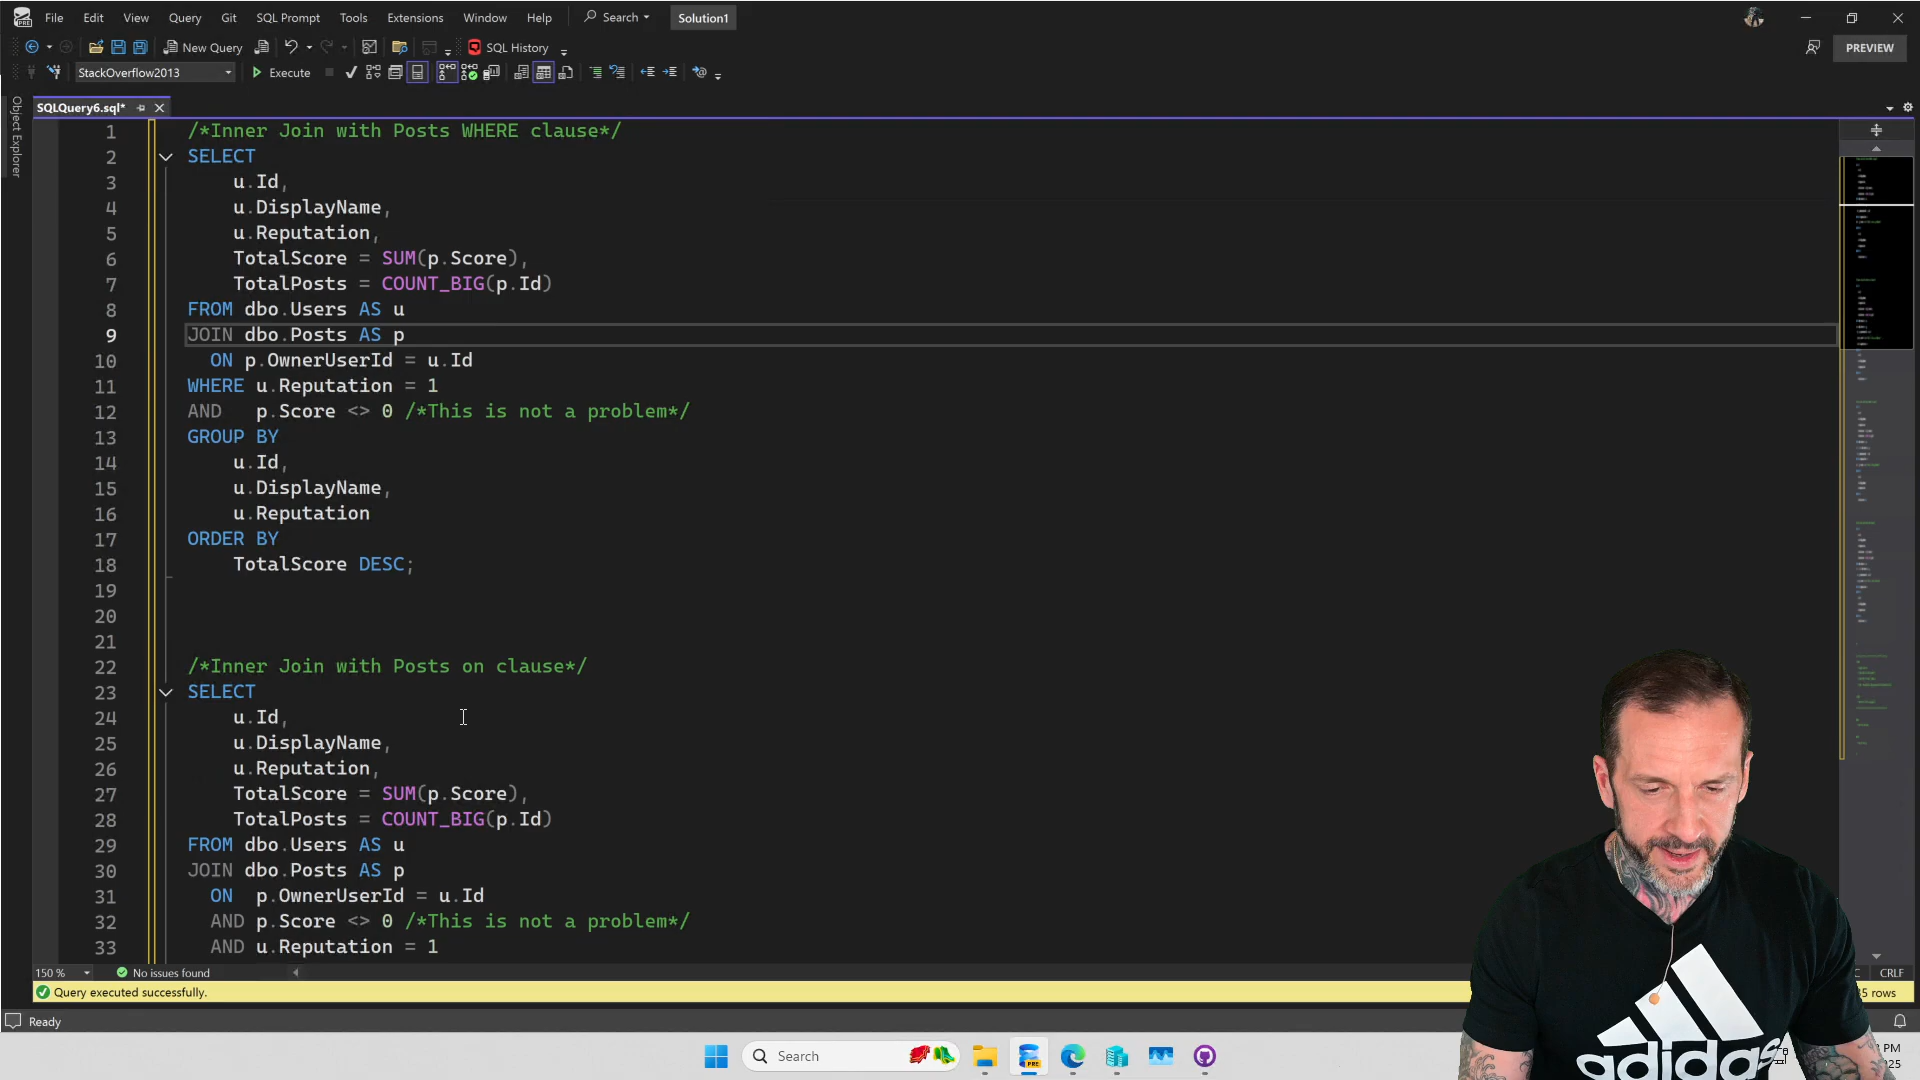 File Edit View Query Git SQL Prompt Tools Extensions Window Help Search Solution1
New Query SQL History PREVIEW
StackOverflow2013 Execute
Object Explorer
SQLQuery6.sql*
1 /*Inner Join with Posts WHERE clause*/
2 SELECT
3 u.Id,
4 u.DisplayName,
5 u.Reputation,
6 TotalScore = SUM(p.Score),
7 TotalPosts = COUNT_BIG(p.Id)
8 FROM dbo.Users AS u
9 JOIN dbo.Posts AS p
10 ON p.OwnerUserId = u.Id
11 WHERE u.Reputation = 1
12 AND p.Score <> 0 /*This is not a problem*/
13 GROUP BY
14 u.Id,
15 u.DisplayName,
16 u.Reputation
17 ORDER BY
18 TotalScore DESC;
19
20
21
22 /*Inner Join with Posts on clause*/
23 SELECT
24 u.Id,
25 u.DisplayName,
26 u.Reputation,
27 TotalScore = SUM(p.Score),
28 TotalPosts = COUNT_BIG(p.Id)
29 FROM dbo.Users AS u
30 JOIN dbo.Posts AS p
31 ON p.OwnerUserId = u.Id
32 AND p.Score <> 0 /*This is not a problem*/
33 AND u.Reputation = 1
150 % No issues found CRLF
Query executed successfully. rows
Ready
Search
PRE
adidas